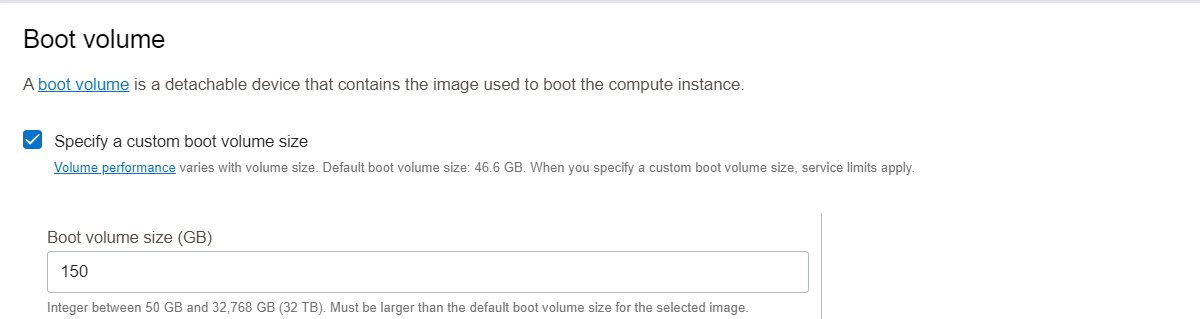 Boot volume
A boot volume is a detachable device that contains the image used to boot the compute instance.
Specify a custom boot volume size
Volume performance varies with volume size. Default boot volume size: 46.6 GB. When you specify a custom boot volume size, service limits apply.
Boot volume size (GB)
150
Integer between 50 GB and 32,768 GB (32 TB). Must be larger than the default boot volume size for the selected image.